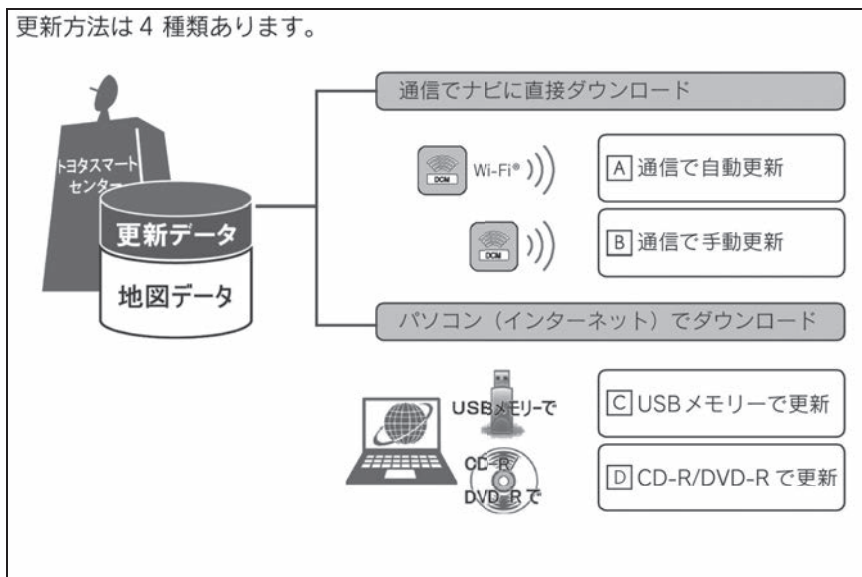 更新方法は4 種類あります。
通信でナビに直接ダウンロード
トヨタスマート
センター
更新データ
地図データ
DCM
Wi-Fi®
A 通信で自動更新
DCM
B 通信で手動更新
パソコン（インターネット）でダウンロード
USBメモリーで
C USBメモリーで更新
CD-R/
DVD-Rで
D CD-R/DVD-Rで更新